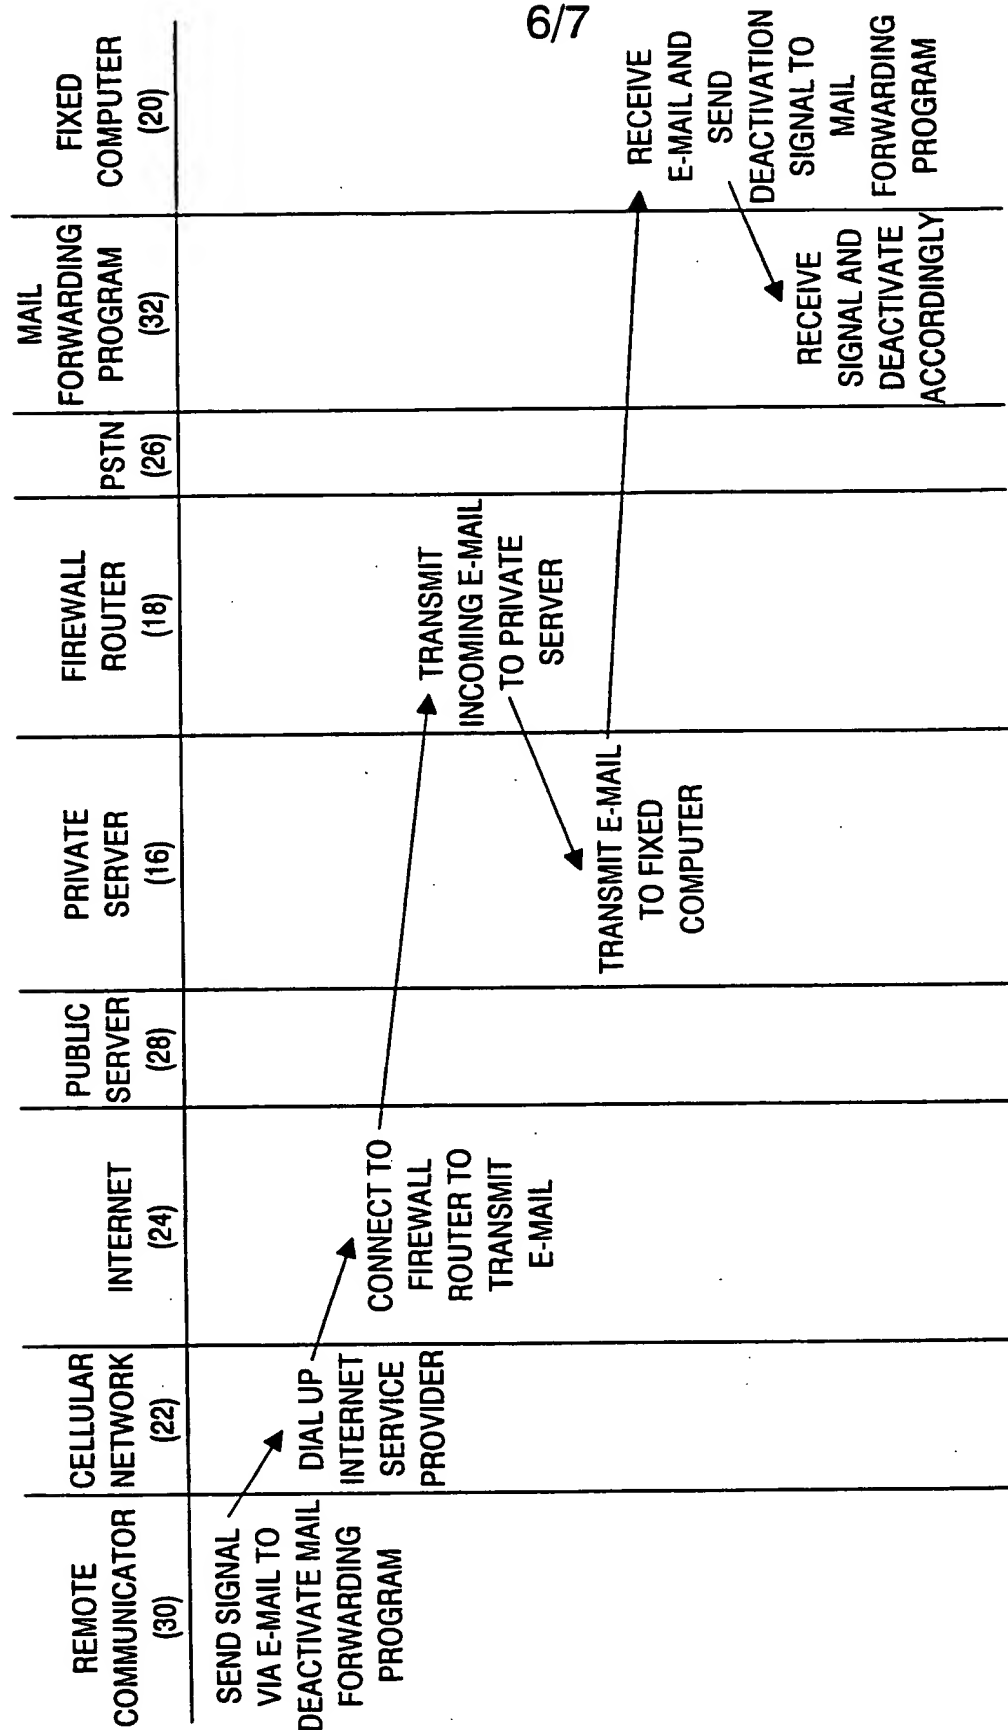 6/7
REMOTE
COMMUNICATOR
(30)
CELLULAR
NETWORK
(22)
INTERNET
(24)
PUBLIC
SERVER
(28)
PRIVATE
SERVER
(16)
FIREWALL
ROUTER
(18)
PSTN
(26)
MAIL
FORWARDING
PROGRAM
(32)
FIXED
COMPUTER
(20)
SEND SIGNAL
VIA E-MAIL TO
DEACTIVATE MAIL
FORWARDING
PROGRAM
DIAL UP
INTERNET
SERVICE
PROVIDER
CONNECT TO
FIREWALL
ROUTER TO
TRANSMIT
E-MAIL
TRANSMIT
INCOMING E-MAIL
TO PRIVATE
SERVER
TRANSMIT E-MAIL
TO FIXED
COMPUTER
RECEIVE
E-MAIL AND
SEND
DEACTIVATION
SIGNAL TO
MAIL
FORWARDING
PROGRAM
RECEIVE
SIGNAL AND
DEACTIVATE
ACCORDINGLY